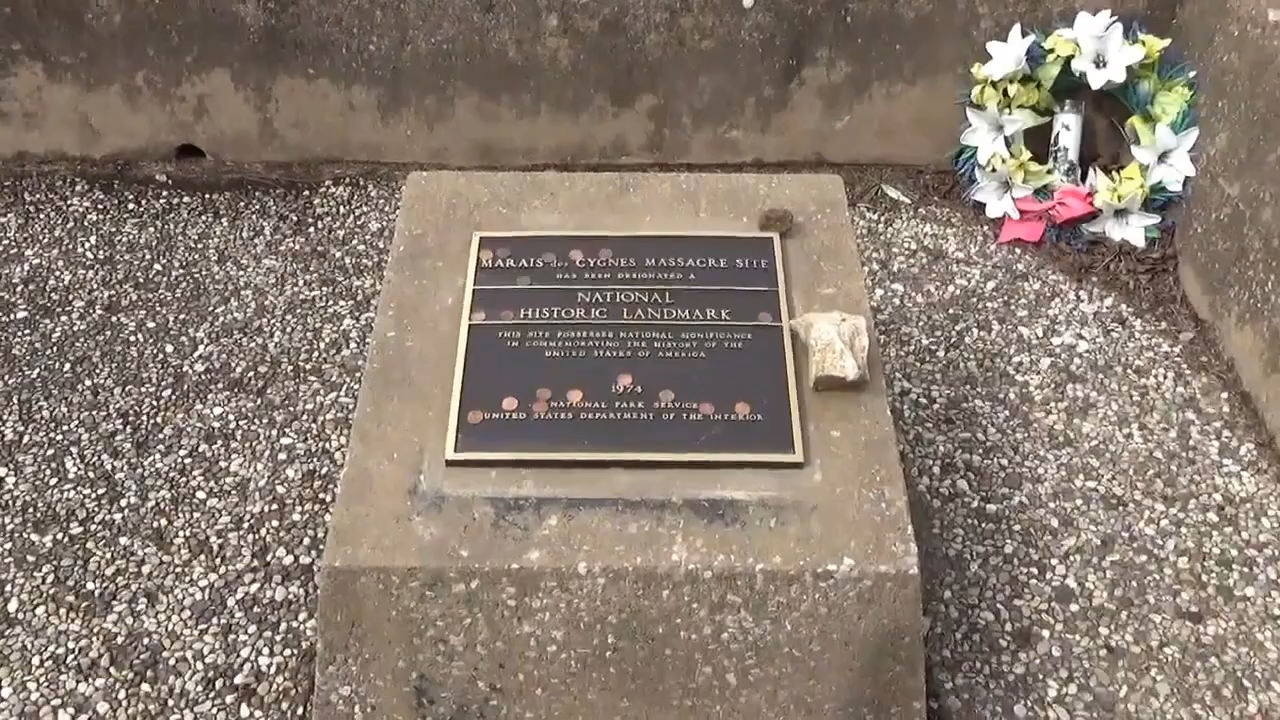 MARAIS des CYGNES MASSACRE SITE
HAS BEEN DESIGNATED A
NATIONAL
HISTORIC LANDMARK
THIS SITE POSSESSES NATIONAL SIGNIFICANCE
IN COMMEMORATING THE HISTORY OF THE
UNITED STATES OF AMERICA
1974
NATIONAL PARK SERVICE
UNITED STATES DEPARTMENT OF THE INTERIOR